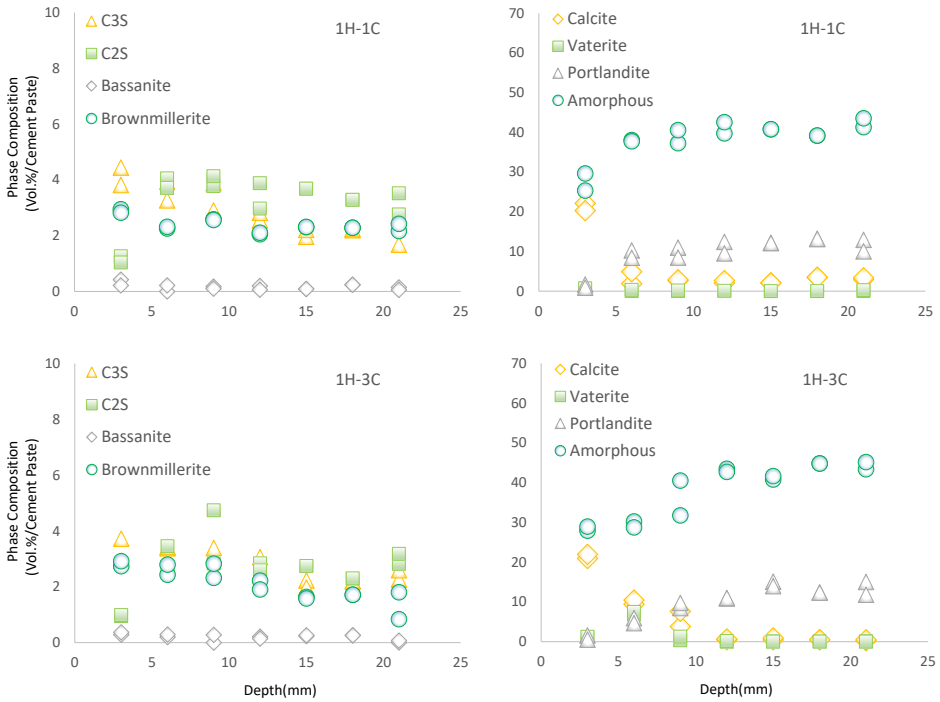 Phase Composition
(Vol.%/Cement Paste)
10
8
6
4
2
0
0
5
10
15
20
25
C3S
C2S
Bassanite
Brownmillerite
1H-1C
70
60
50
40
30
20
10
0
0
5
10
15
20
25
Calcite
Vaterite
Portlandite
Amorphous
1H-1C
Phase Composition
(Vol.%/Cement Paste)
10
8
6
4
2
0
0
5
10
15
20
25
C3S
C2S
Bassanite
Brownmillerite
1H-3C
Depth(mm)
70
60
50
40
30
20
10
0
0
5
10
15
20
25
Calcite
Vaterite
Portlandite
Amorphous
1H-3C
Depth(mm)